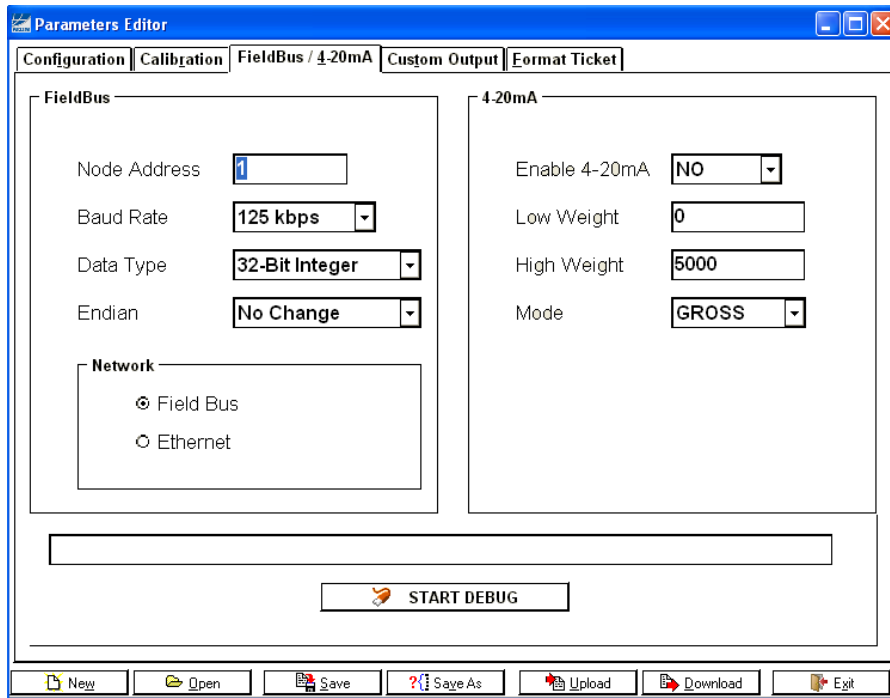 Parameters Editor
Configuration Calibration FieldBus / 4-20mA Custom Output Format Ticket
FieldBus
Node Address 1
Baud Rate 125 kbps
Data Type 32-Bit Integer
Endian No Change
Network
Field Bus
Ethernet
4-20mA
Enable 4-20mA NO
Low Weight 0
High Weight 5000
Mode GROSS
START DEBUG
New Open Save Save As Upload Download Exit